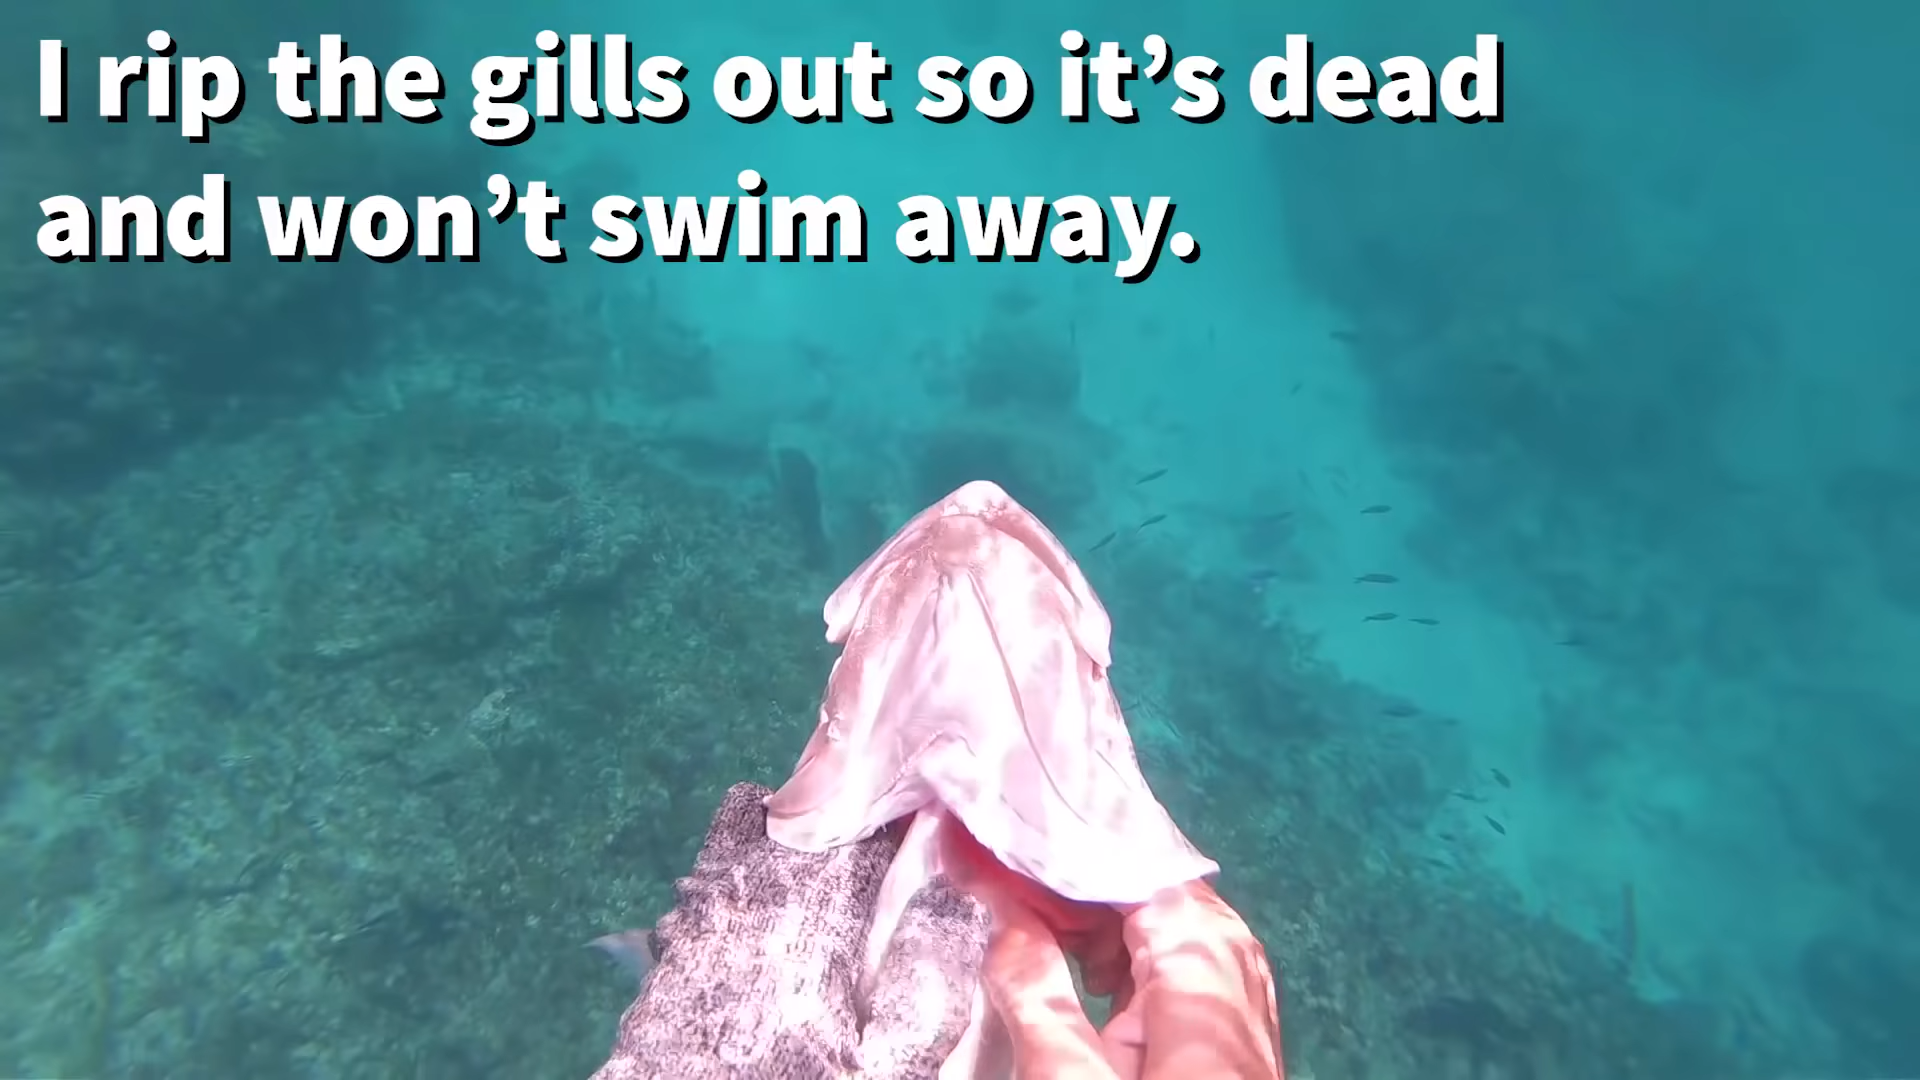 I rip the gills out so it’s dead
and won’t swim away.